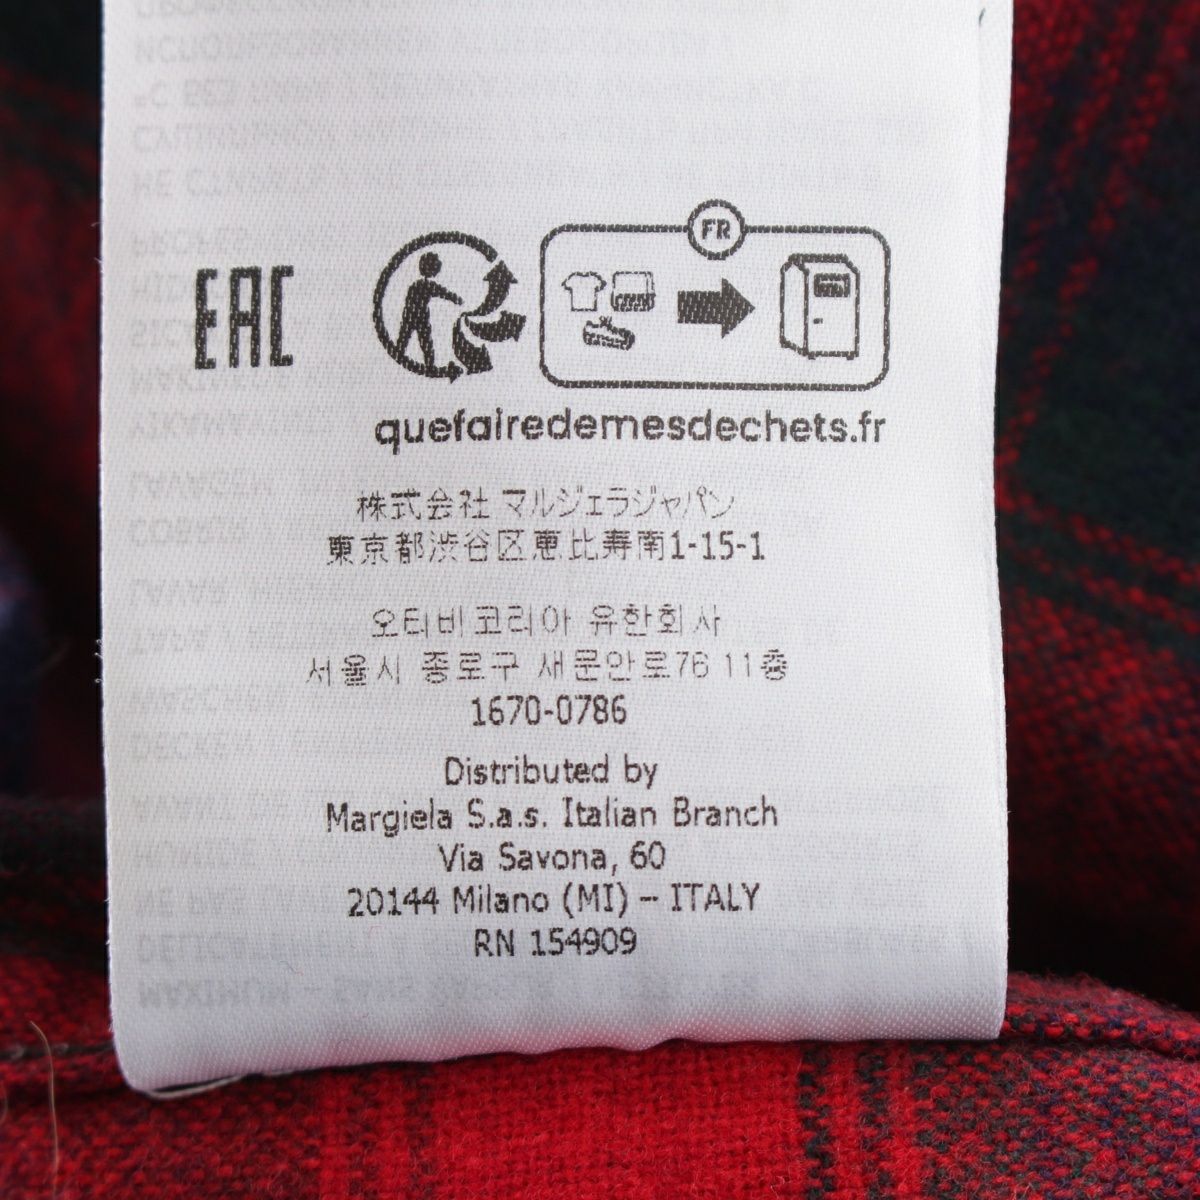 EAC
FR
quefairedemesdechets.fr
株式会社 マルジェラジャパン
東京都渋谷区恵比寿南1-15-1
오티비코리아 유한회사
서울시 종로구 새문안로76 11층
1670-0786
Distributed by
Margiela S.a.s. Italian Branch
Via Savona, 60
20144 Milano (MI) – ITALY
RN 154909